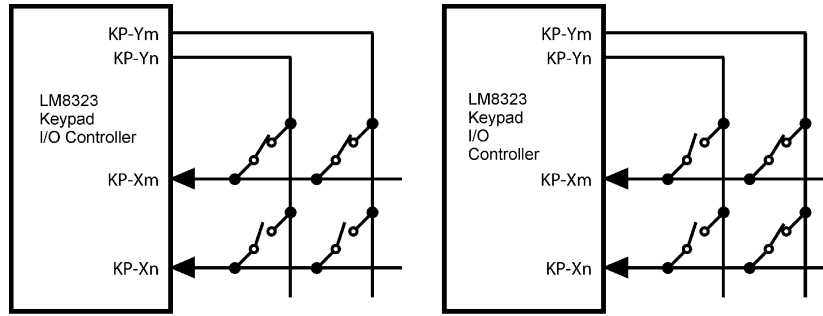 KP-Ym
KP-Yn
LM8323
Keypad
I/O Controller
KP-Xm
KP-Xn
KP-Ym
KP-Yn
LM8323
Keypad
I/O
Controller
KP-Xm
KP-Xn